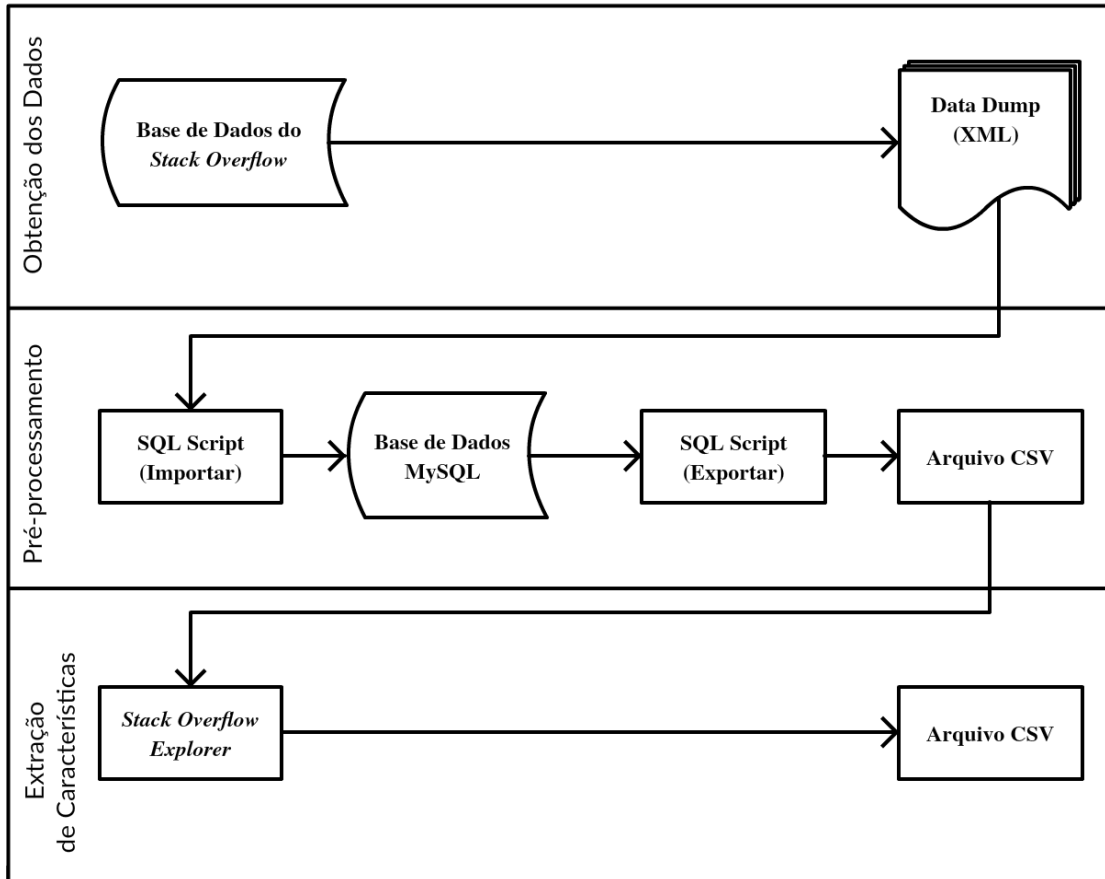 Obtenção dos Dados
Base de Dados do
Stack Overflow
Data Dump
(XML)
Pré-processamento
SQL Script
(Importar)
Base de Dados
MySQL
SQL Script
(Exportar)
Arquivo CSV
Extração
de Características
Stack Overflow
Explorer
Arquivo CSV